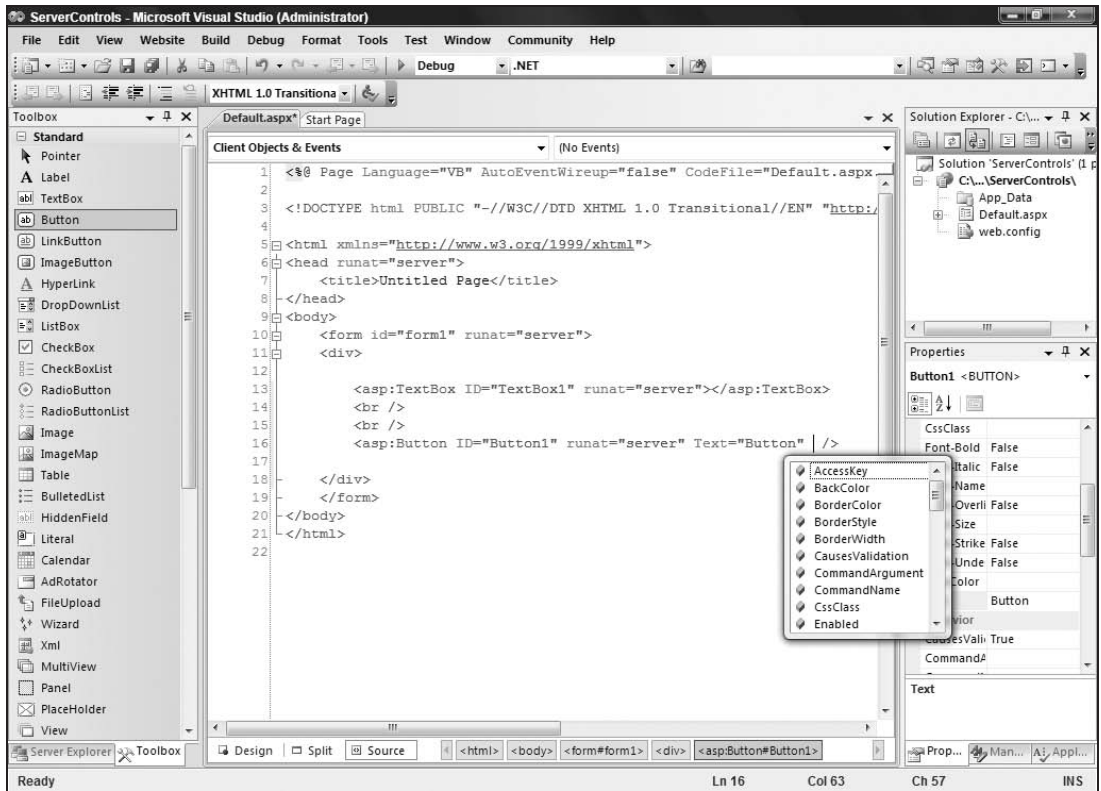 ServerControls - Microsoft Visual Studio (Administrator)
File Edit View Website Build Debug Format Tools Test Window Community Help
Debug .NET
XHTML 1.0 Transitiona
Toolbox
Standard
Pointer
A Label
abl TextBox
ab Button
ab LinkButton
ImageButton
A HyperLink
DropDownList
ListBox
CheckBox
CheckBoxList
RadioButton
RadioButtonList
Image
ImageMap
Table
BulletedList
abl HiddenField
Literal
Calendar
AdRotator
FileUpload
Wizard
Xml
MultiView
Panel
PlaceHolder
View
Server Explorer Toolbox
Default.aspx* Start Page
Client Objects & Events (No Events)
1 <%@ Page Language="VB" AutoEventWireup="false" CodeFile="Default.aspx
2
3 <!DOCTYPE html PUBLIC "-//W3C//DTD XHTML 1.0 Transitional//EN" "http:/
4
5 <html xmlns="http://www.w3.org/1999/xhtml">
6 <head runat="server">
7 <title>Untitled Page</title>
8 </head>
9 <body>
10 <form id="form1" runat="server">
11 <div>
12
13 <asp:TextBox ID="TextBox1" runat="server"></asp:TextBox>
14 <br />
15 <br />
16 <asp:Button ID="Button1" runat="server" Text="Button" />
17
18 </div>
19 </form>
20 </body>
21 </html>
22
AccessKey
BackColor
BorderColor
BorderStyle
BorderWidth
CausesValidation
CommandArgument
CommandName
CssClass
Enabled
Design Split Source <html> <body> <form#form1> <div> <asp:Button#Button1>
Solution Explorer - C:\...
Solution 'ServerControls' (1 p
C:\...\ServerControls\
App_Data
Default.aspx
web.config
Properties
Button1 <BUTTON>
CssClass
Font-Bold False
Italic False
Name
Overli False
Size
Strike False
Unde False
Color
Button
vior
CausesVali True
CommandA
Text
Prop... Man... Appl...
Ready Ln 16 Col 63 Ch 57 INS